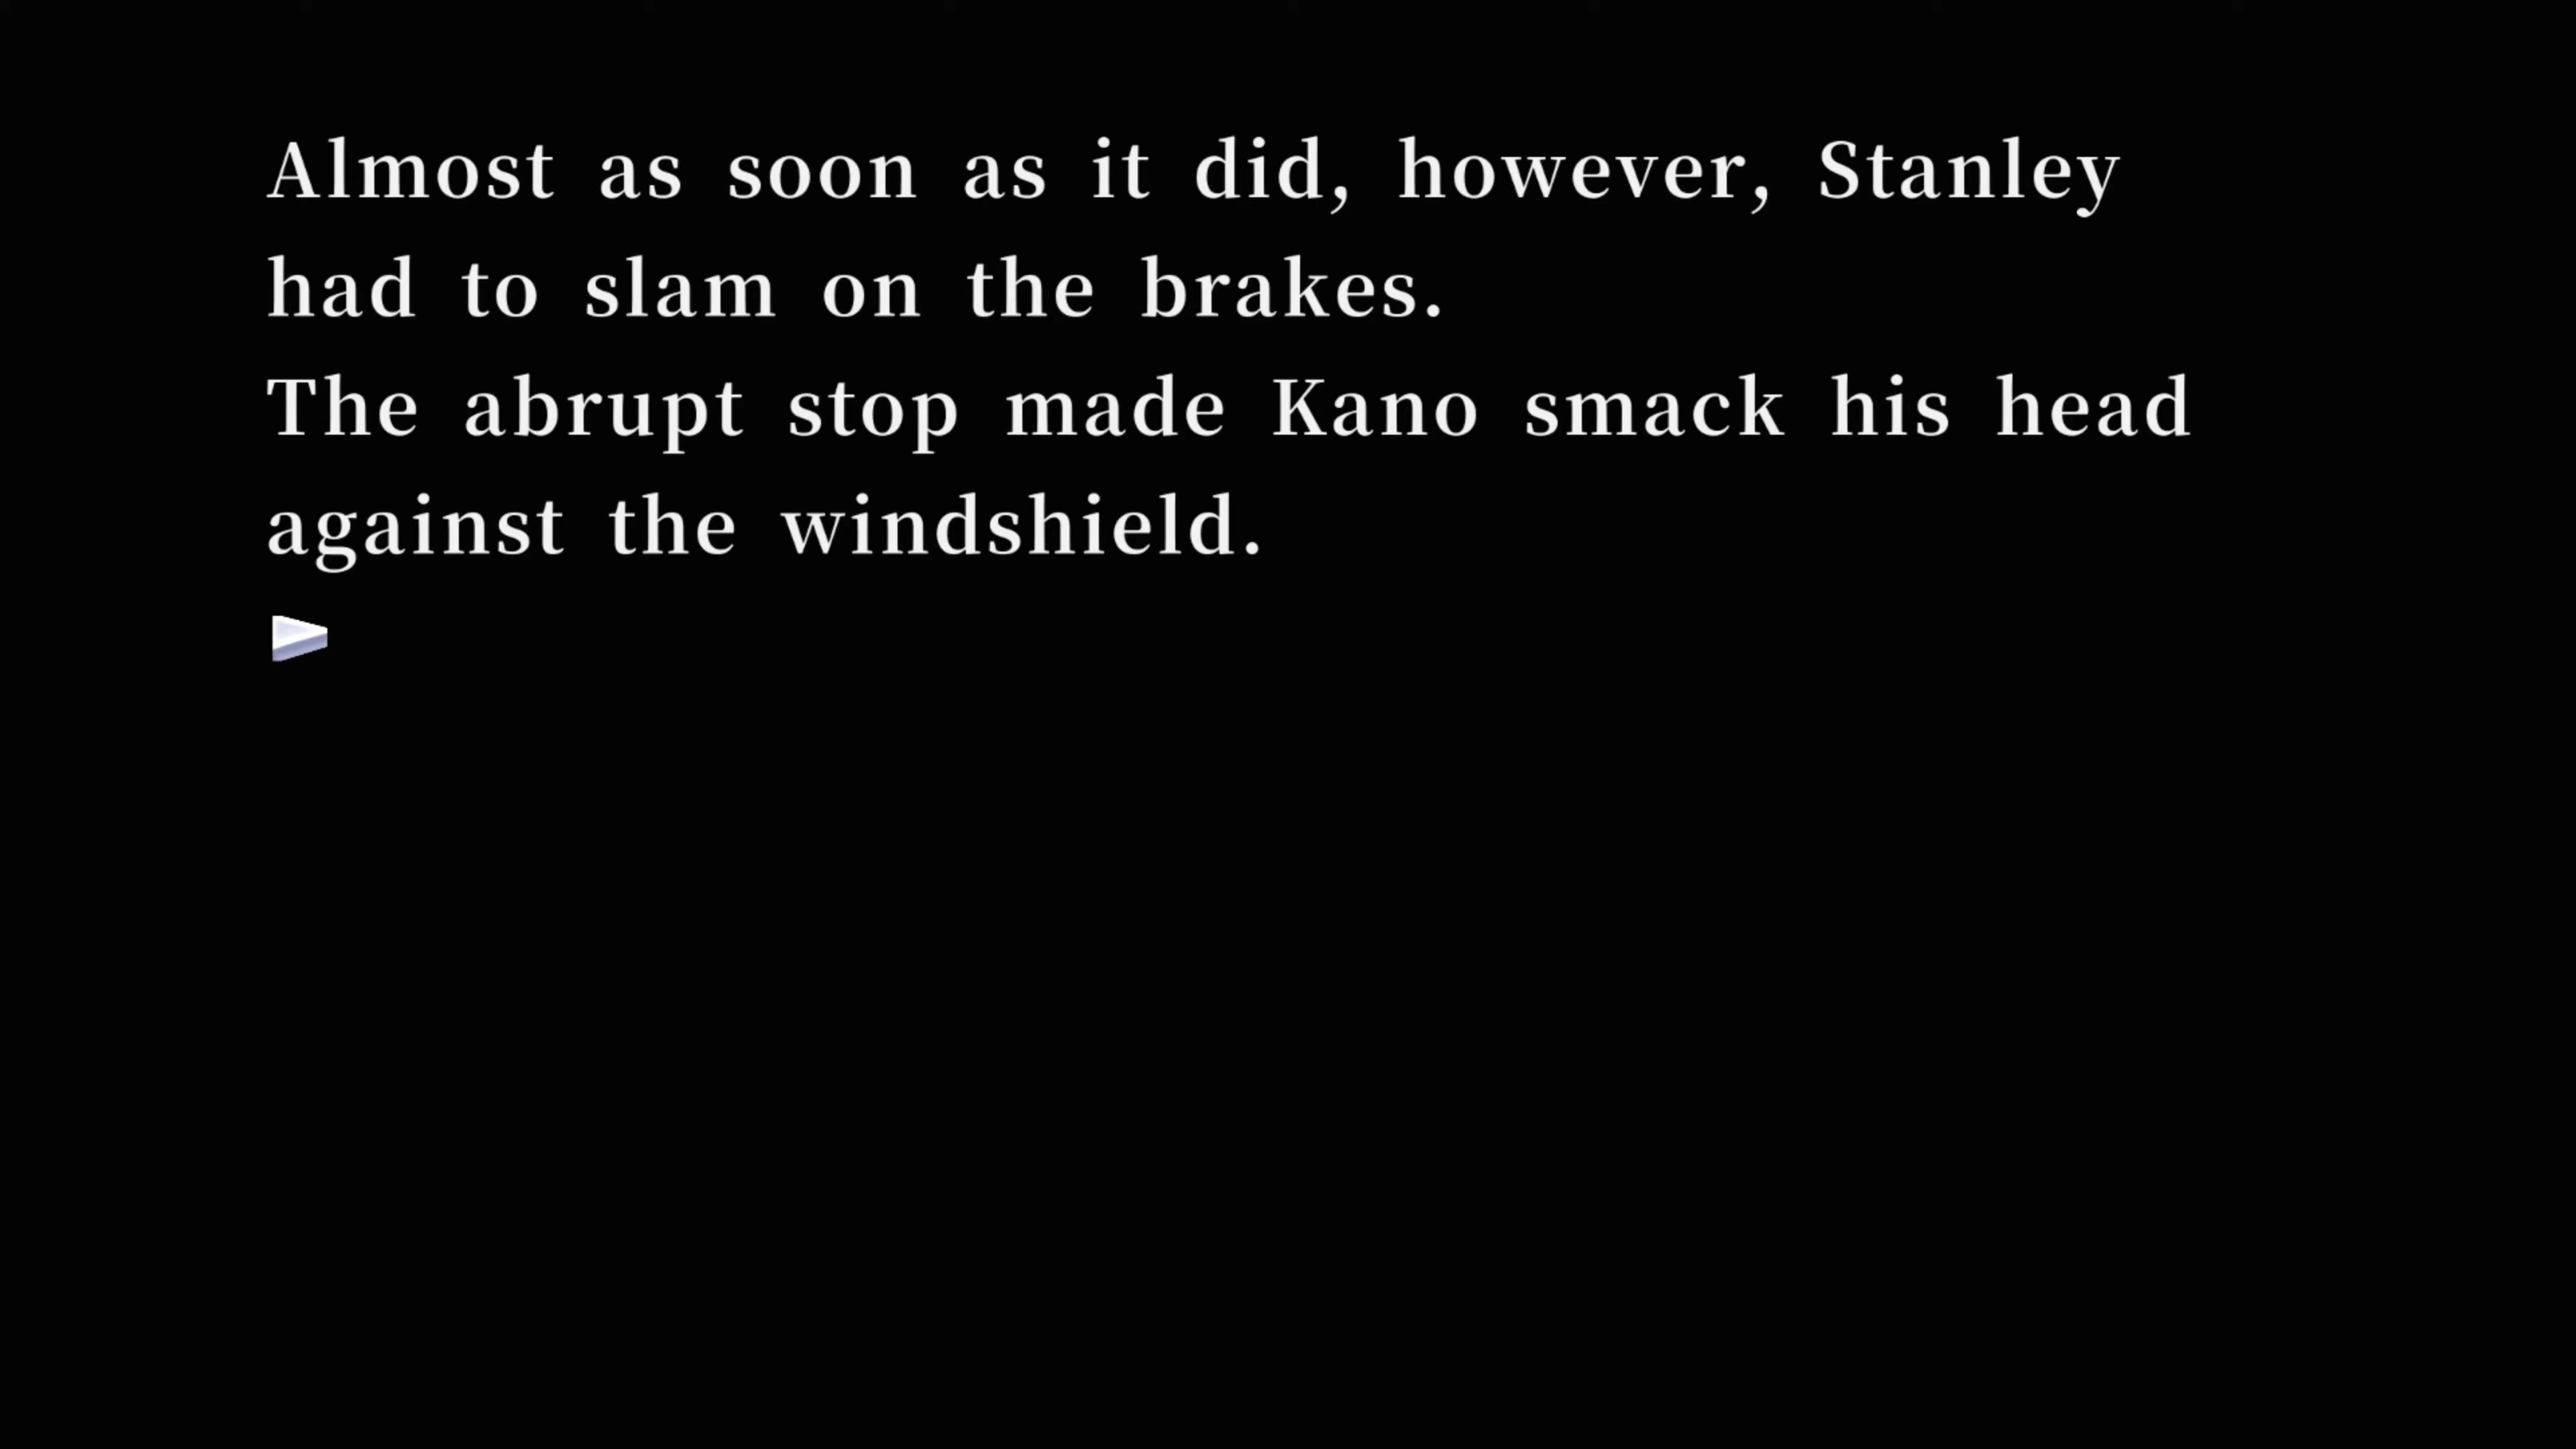 Almost as soon as it did, however, Stanley
had to slam on the brakes.
The abrupt stop made Kano smack his head
against the windshield.